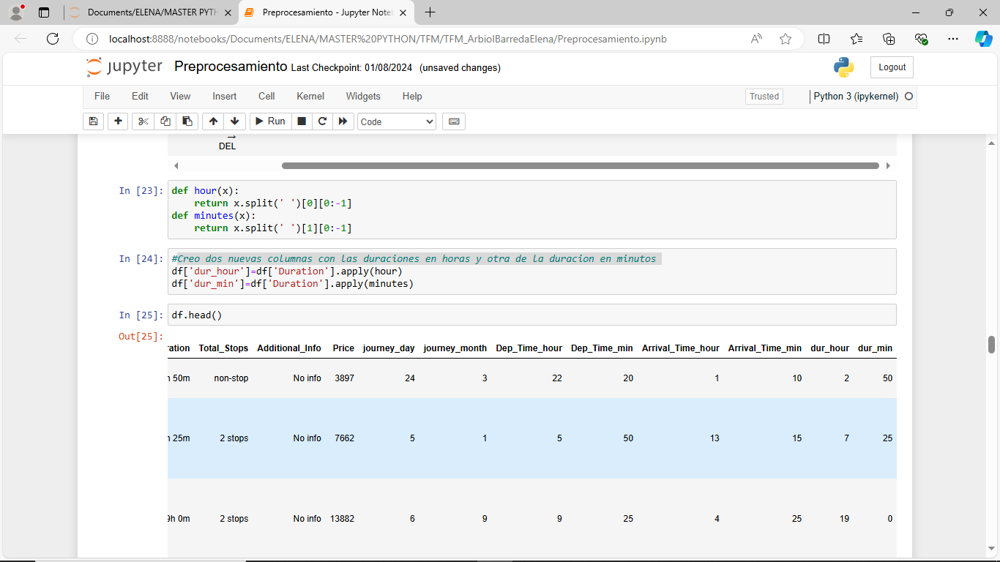 Documents/ELENA/MASTER PYTH
Preprocesamiento - Jupyter Note
localhost:8888/notebooks/Documents/ELENA/MASTER%20PYTHON/TFM/TFM_ArbiolBarredaElena/Preprocesamiento.ipynb
jupyter Preprocesamiento Last Checkpoint: 01/08/2024 (unsaved changes)
Logout
File Edit View Insert Cell Kernel Widgets Help
Trusted
Python 3 (ipykernel)
Run
Code
→
DEL
In [23]: def hour(x):
return x.split(' ')[0][0:-1]
def minutes(x):
return x.split(' ')[1][0:-1]
In [24]: #Creo dos nuevas columnas con las duraciones en horas y otra de la duracion en minutos
df['dur_hour']=df['Duration'].apply(hour)
df['dur_min']=df['Duration'].apply(minutes)
In [25]: df.head()
Out[25]:
ration Total_Stops Additional_Info Price journey_day journey_month Dep_Time_hour Dep_Time_min Arrival_Time_hour Arrival_Time_min dur_hour dur_min
h 50m non-stop No info 3897 24 3 22 20 1 10 2 50
h 25m 2 stops No info 7662 5 1 5 50 13 15 7 25
9h 0m 2 stops No info 13882 6 9 9 25 4 25 19 0